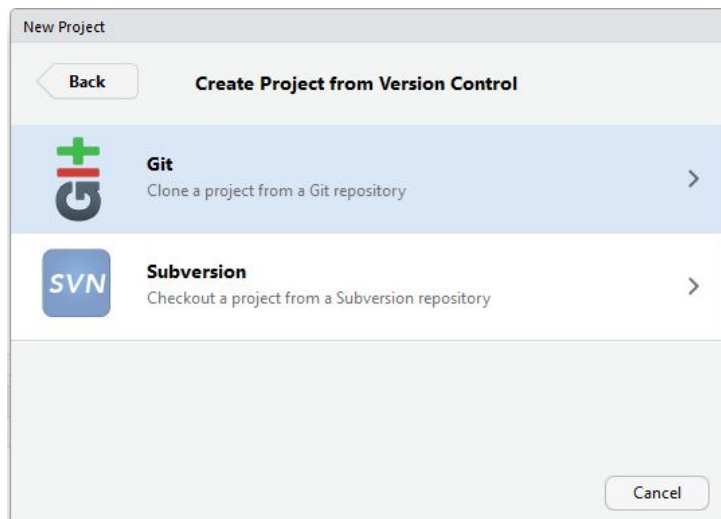 New Project
Back
Create Project from Version Control
Git
Git
Clone a project from a Git repository
SVN
Subversion
Checkout a project from a Subversion repository
Cancel